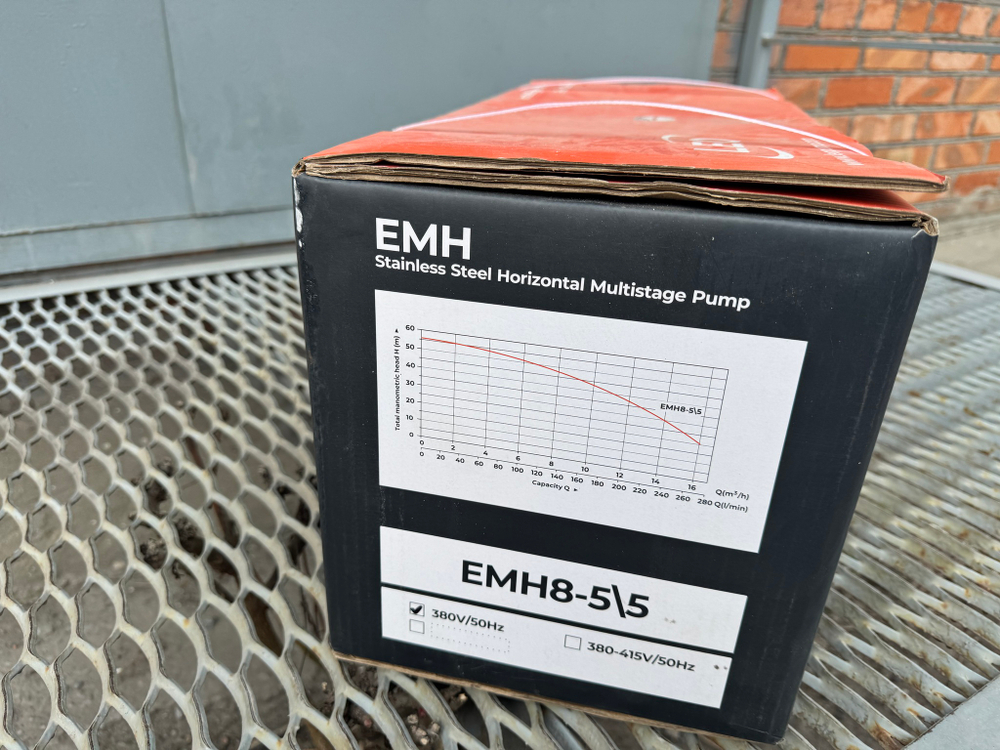 EMH
Stainless Steel Horizontal Multistage Pump
Total manometric head H (m)
60
50
40
30
20
10
0
EMH8-5\5
0 2 4 6 8 10 12 14 16 Q(m³/h)
0 20 40 60 80 100 120 140 160 180 200 220 240 260 280 Q(l/min)
Capacity Q
EMH8-5\5
380V/50Hz
380-415V/50Hz